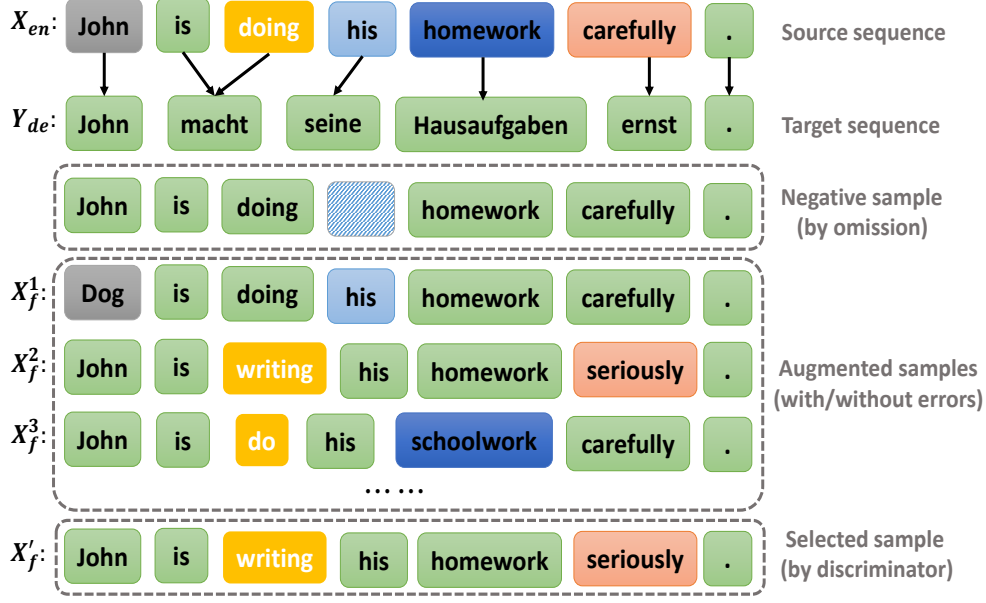 X_en: John is doing his homework carefully . Source sequence
Y_de: John macht seine Hausaufgaben ernst . Target sequence
John is doing homework carefully . Negative sample
(by omission)
X_f^1: Dog is doing his homework carefully .
X_f^2: John is writing his homework seriously . Augmented samples
(with/without errors)
X_f^3: John is do his schoolwork carefully .
... ...
X_f′: John is writing his homework seriously . Selected sample
(by discriminator)